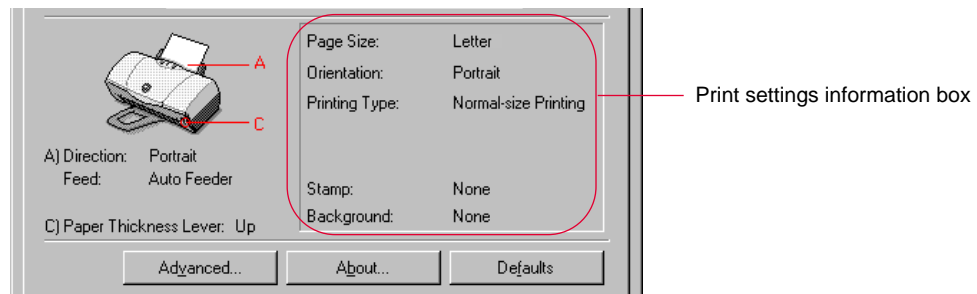 A
C
A) Direction: Portrait
Feed: Auto Feeder
C) Paper Thickness Lever: Up
Page Size: Letter
Orientation: Portrait
Printing Type: Normal-size Printing
Stamp: None
Background: None
Print settings information box
Advanced... About... Defaults